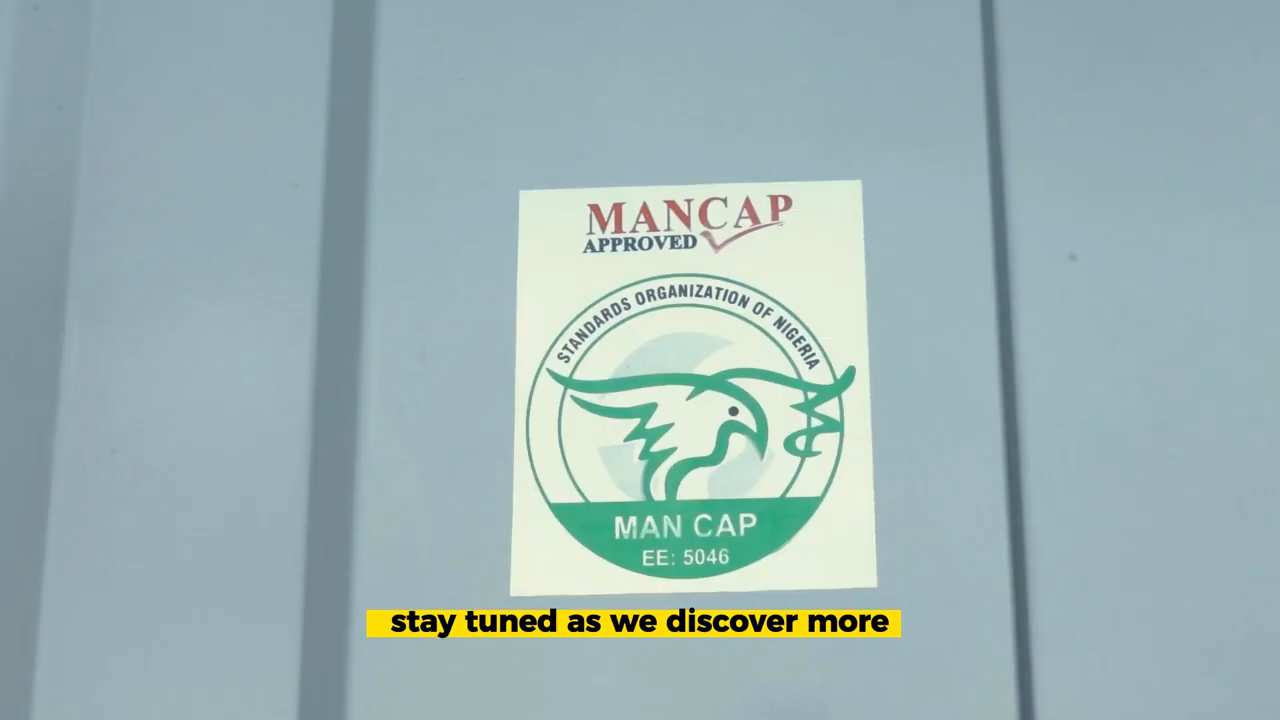 MANCAP
APPROVED
STANDARDS ORGANIZATION OF NIGERIA
MAN CAP
EE: 5046
stay tuned as we discover more